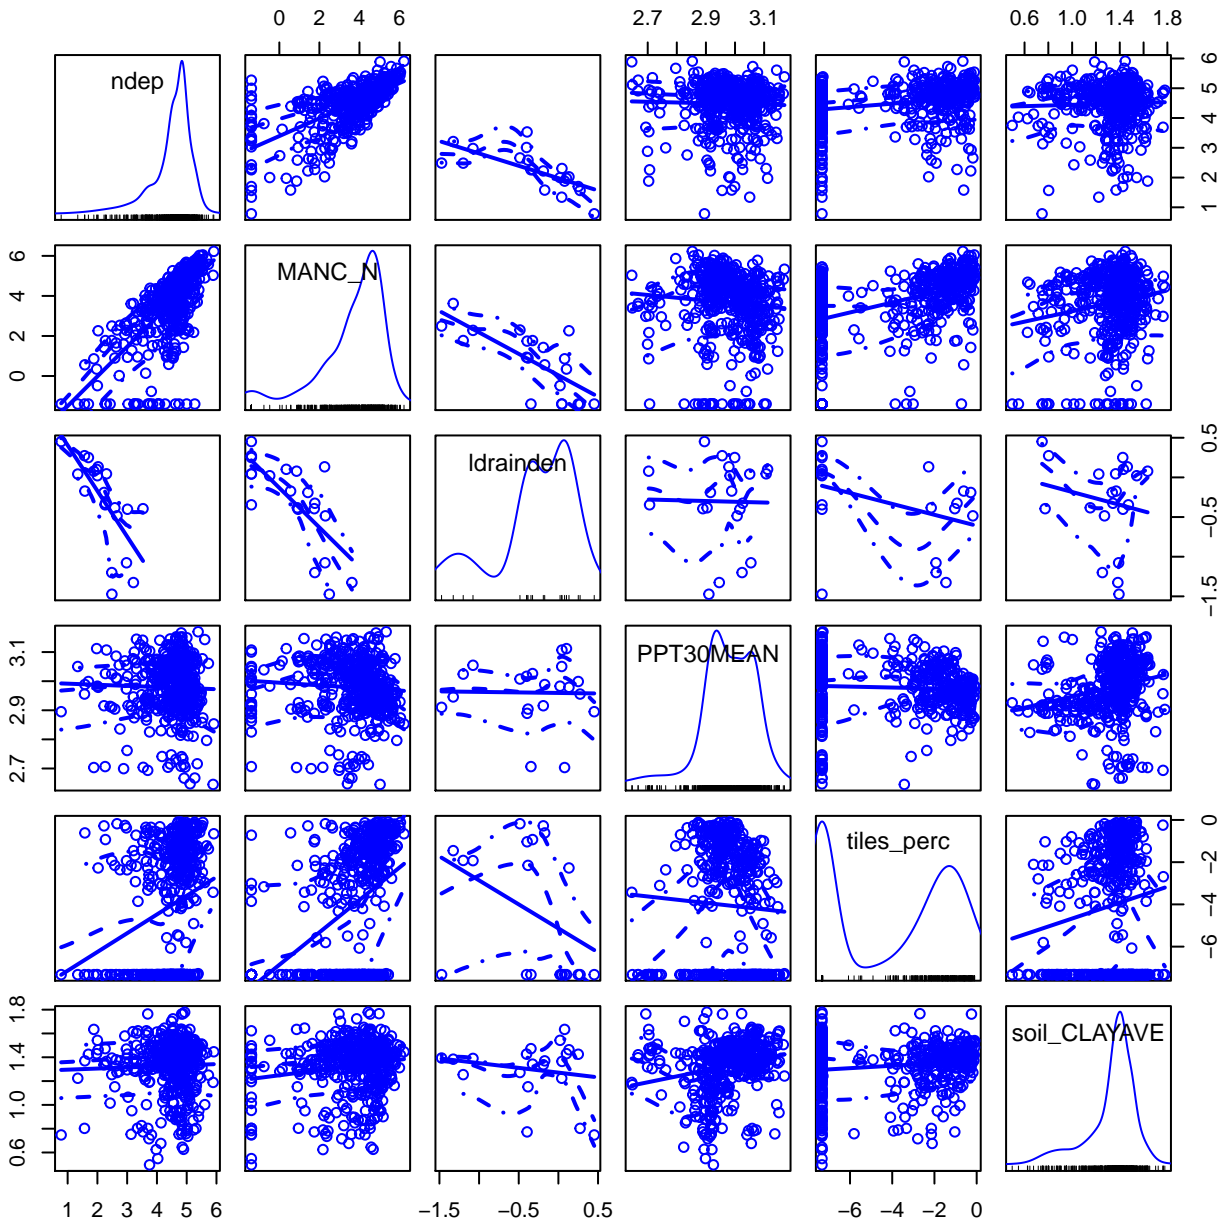 0 2 4 6 2.7 2.9 3.1 0.6 1.0 1.4 1.8
ndep
1 2 3 4 5 6
MANC_N
0 2 4 6
ldrainden
−1.5 −0.5 0.5
PPT30MEAN
2.7 2.9 3.1
tiles_perc
−6 −4 −2 0
soil_CLAYAVE
0.6 1.0 1.4 1.8
1 2 3 4 5 6 −1.5 −0.5 0.5 −6 −4 −2 0